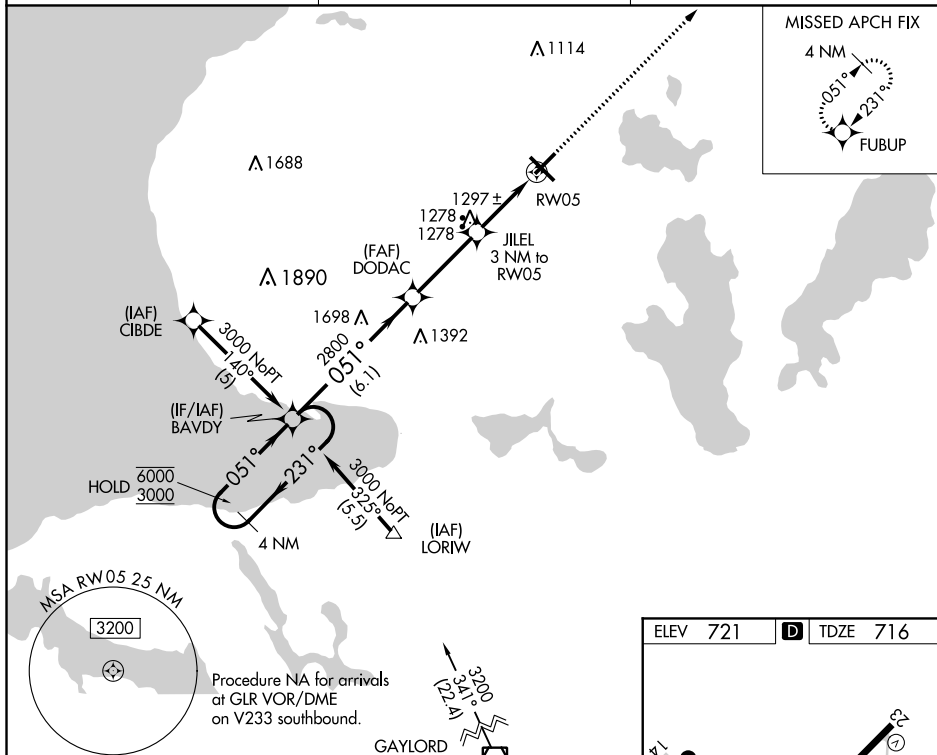 MISSED APCH FIX
4 NM
051°
231°
FUBUP
1114
1688
RW05
1297 ±
1278
1278
JILEL
3 NM to
RW05
(FAF)
DODAC
1890
(IAF)
CIBDE
1698
1392
3000 NoPT
140°
(5)
2800
051°
(6.1)
(IF/IAF)
BAVDY
051°
231°
HOLD
6000
3000
3000 NoPT
325°
(5.5)
4 NM
(IAF)
LORIW
MSA RW05 25 NM
3200
Procedure NA for arrivals
at GLR VOR/DME
on V233 southbound.
3200
341°
(22.4)
GAYLORD
ELEV 721 D TDZE 716
23
V
14